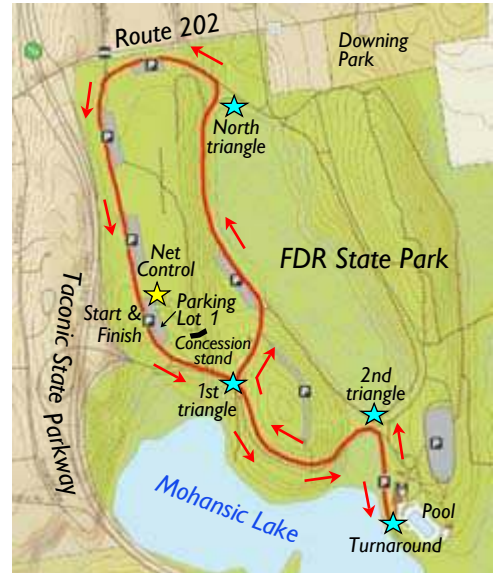 Route 202
Downing
Park
North
triangle
FDR State Park
Net
Control
Start &
Finish
Parking
Lot 1
Concession
stand
Taconic State Parkway
1st
triangle
2nd
triangle
Mohansic Lake
Pool
Turnaround
P
P
P
P
P
P
P
P